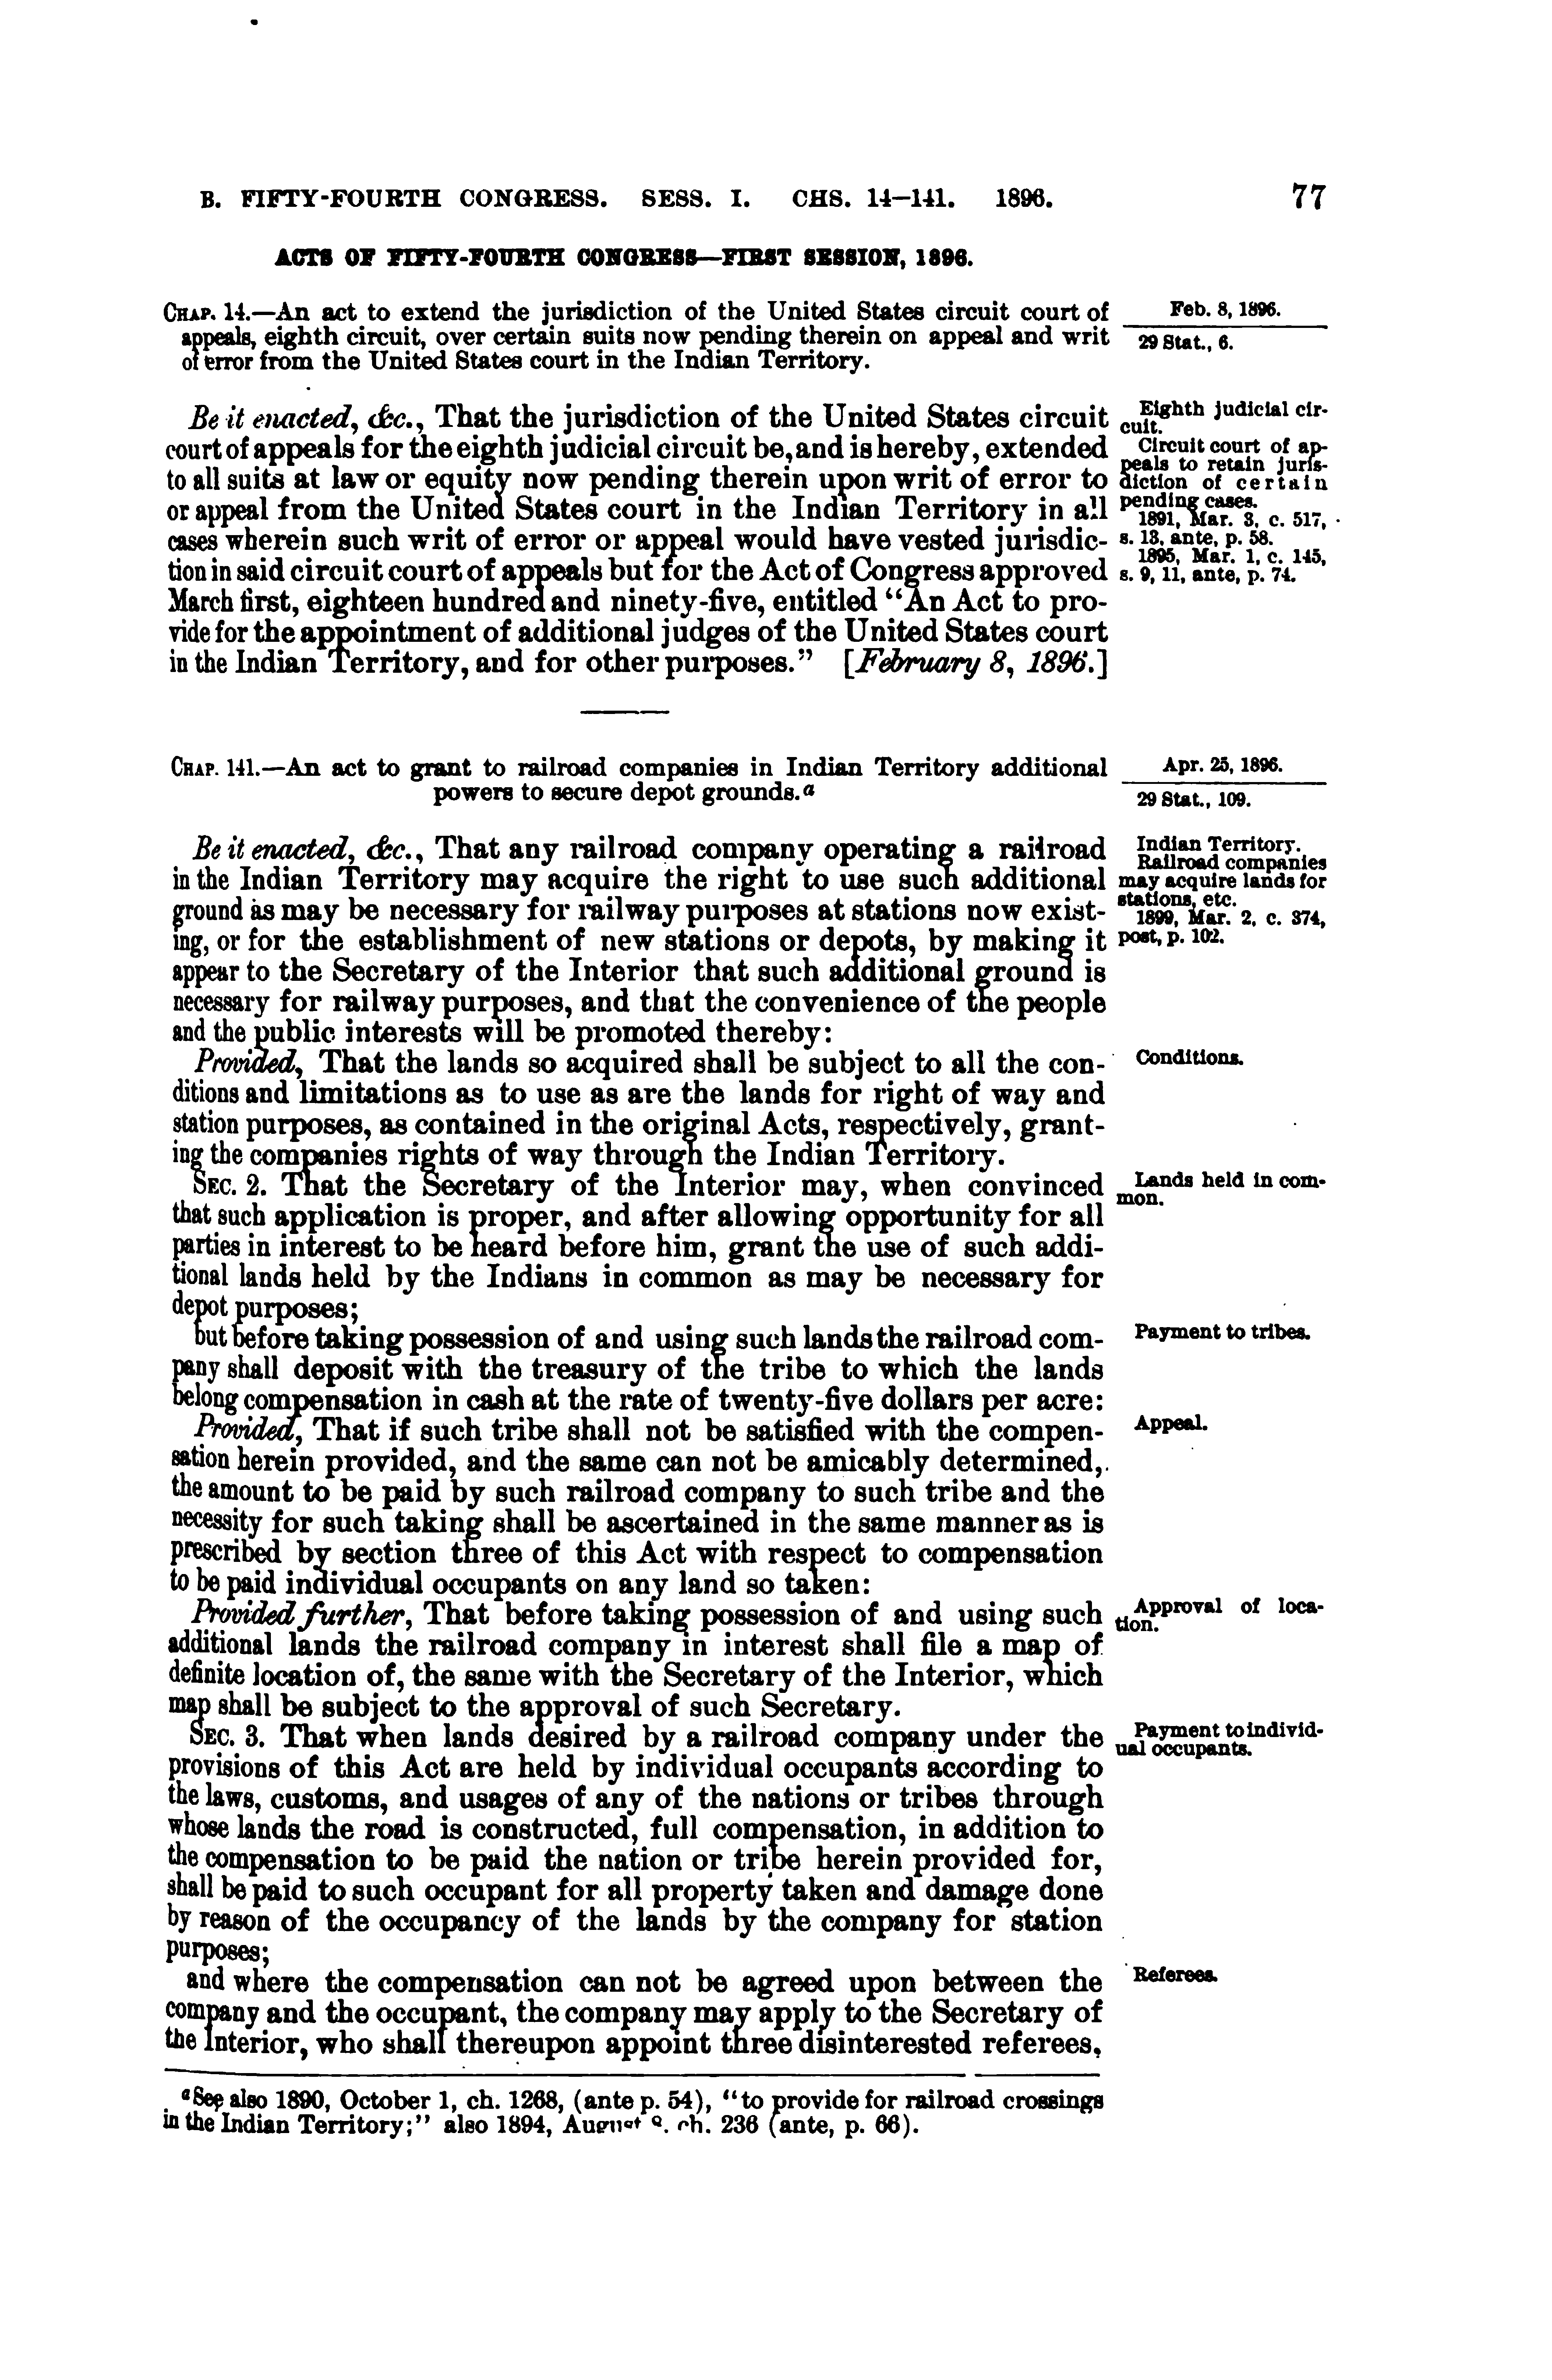 B. FIFTY-FOURTH CONGRESS. SESS. I. CHS. 14–141. 1896. 77
ACTS OF FIFTY-FOURTH CONGRESS—FIRST SESSION, 1896.
CHAP. 14.—An act to extend the jurisdiction of the United States circuit court of
appeals, eighth circuit, over certain suits now pending therein on appeal and writ
of error from the United States court in the Indian Territory.
Feb. 8, 1896.
29 Stat., 6.
Be it enacted, &c., That the jurisdiction of the United States circuit
court of appeals for the eighth judicial circuit be, and is hereby, extended
to all suits at law or equity now pending therein upon writ of error to
or appeal from the United States court in the Indian Territory in all
cases wherein such writ of error or appeal would have vested jurisdic-
tion in said circuit court of appeals but for the Act of Congress approved
March first, eighteen hundred and ninety-five, entitled "An Act to pro-
vide for the appointment of additional judges of the United States court
in the Indian Territory, and for other purposes." [February 8, 1896.]
Eighth judicial cir-
cuit.
Circuit court of ap-
peals to retain juris-
diction of certain
pending cases.
1891, Mar. 3, c. 517,
s. 13, ante, p. 58.
1895, Mar. 1, c. 145,
s. 9, 11, ante, p. 74.
CHAP. 141.—An act to grant to railroad companies in Indian Territory additional
powers to secure depot grounds.a
Apr. 25, 1896.
29 Stat., 109.
Be it enacted, &c., That any railroad company operating a railroad
in the Indian Territory may acquire the right to use such additional
ground as may be necessary for railway purposes at stations now exist-
ing, or for the establishment of new stations or depots, by making it
appear to the Secretary of the Interior that such additional ground is
necessary for railway purposes, and that the convenience of the people
and the public interests will be promoted thereby:
Indian Territory.
Railroad companies
may acquire lands for
stations, etc.
1899, Mar. 2, c. 374,
post, p. 102.
Provided, That the lands so acquired shall be subject to all the con-
ditions and limitations as to use as are the lands for right of way and
station purposes, as contained in the original Acts, respectively, grant-
ing the companies rights of way through the Indian Territory.
Conditions.
SEC. 2. That the Secretary of the Interior may, when convinced
that such application is proper, and after allowing opportunity for all
parties in interest to be heard before him, grant the use of such addi-
tional lands held by the Indians in common as may be necessary for
depot purposes;
Lands held in com-
mon.
but before taking possession of and using such lands the railroad com-
pany shall deposit with the treasury of the tribe to which the lands
belong compensation in cash at the rate of twenty-five dollars per acre:
Payment to tribes.
Provided, That if such tribe shall not be satisfied with the compen-
sation herein provided, and the same can not be amicably determined,
the amount to be paid by such railroad company to such tribe and the
necessity for such taking shall be ascertained in the same manner as is
prescribed by section three of this Act with respect to compensation
to be paid individual occupants on any land so taken:
Appeal.
Provided further, That before taking possession of and using such
additional lands the railroad company in interest shall file a map of
definite location of, the same with the Secretary of the Interior, which
map shall be subject to the approval of such Secretary.
Approval of loca-
tion.
SEC. 3. That when lands desired by a railroad company under the
provisions of this Act are held by individual occupants according to
the laws, customs, and usages of any of the nations or tribes through
whose lands the road is constructed, full compensation, in addition to
the compensation to be paid the nation or tribe herein provided for,
shall be paid to such occupant for all property taken and damage done
by reason of the occupancy of the lands by the company for station
purposes;
Payment to individ-
ual occupants.
and where the compensation can not be agreed upon between the
company and the occupant, the company may apply to the Secretary of
the Interior, who shall thereupon appoint three disinterested referees,
Referees.
a See also 1890, October 1, ch. 1268, (ante p. 54), "to provide for railroad crossings
in the Indian Territory;" also 1894, August ch. 236 (ante, p. 66).